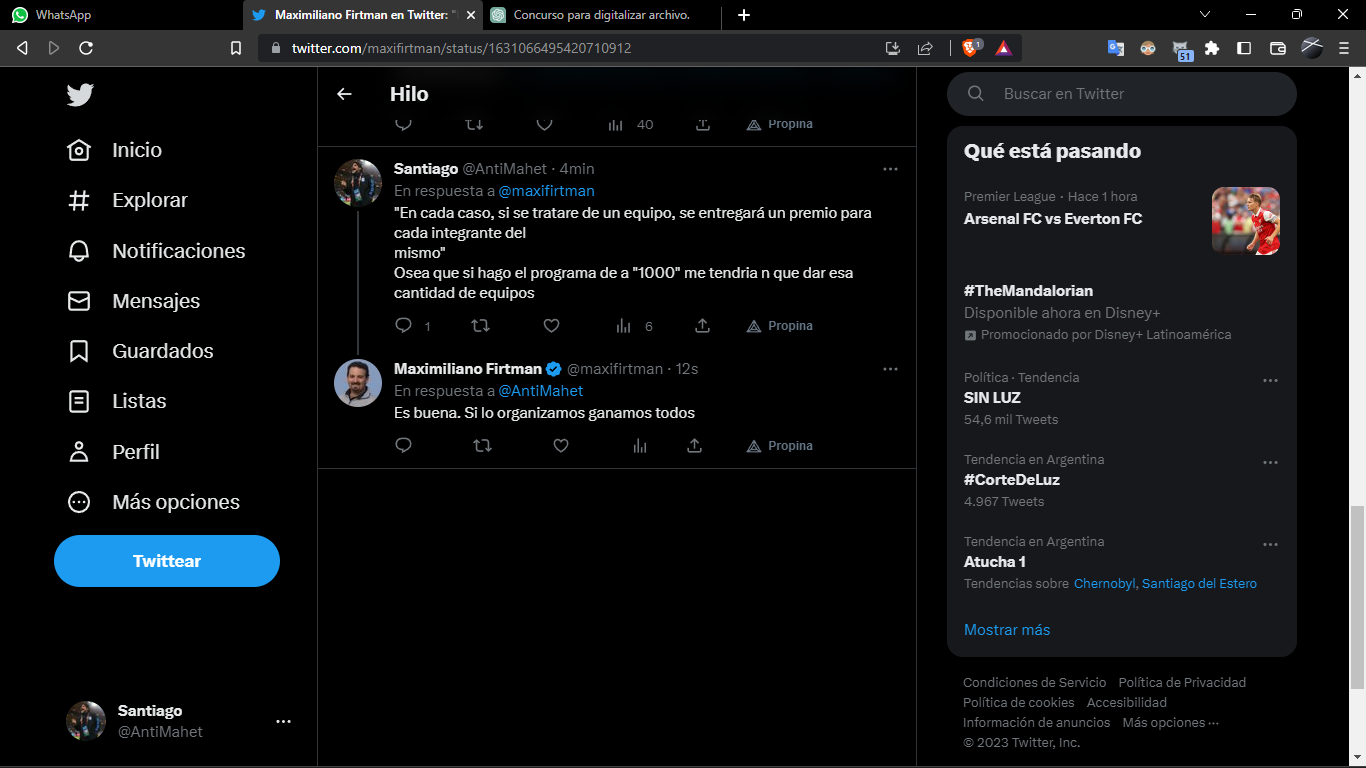 WhatsApp
Maximiliano Firtman en Twitter: "
Concurso para digitalizar archivo.
twitter.com/maxifirtman/status/1631066495420710912
1
51
Inicio
Explorar
Notificaciones
Mensajes
Guardados
Listas
Perfil
Más opciones
Twittear
Santiago
@AntiMahet
Hilo
40
Propina
Santiago @AntiMahet · 4min
En respuesta a @maxifirtman
"En cada caso, si se tratare de un equipo, se entregará un premio para
cada integrante del
mismo"
Osea que si hago el programa de a "1000" me tendria n que dar esa
cantidad de equipos
1
6
Propina
Maximiliano Firtman @maxifirtman · 12s
En respuesta a @AntiMahet
Es buena. Si lo organizamos ganamos todos
Propina
Buscar en Twitter
Qué está pasando
Premier League · Hace 1 hora
Arsenal FC vs Everton FC
#TheMandalorian
Disponible ahora en Disney+
Promocionado por Disney+ Latinoamérica
Política · Tendencia
SIN LUZ
54,6 mil Tweets
Tendencia en Argentina
#CorteDeLuz
4.967 Tweets
Tendencia en Argentina
Atucha 1
Tendencias sobre Chernobyl, Santiago del Estero
Mostrar más
Condiciones de Servicio Política de Privacidad
Política de cookies Accesibilidad
Información de anuncios Más opciones ···
© 2023 Twitter, Inc.